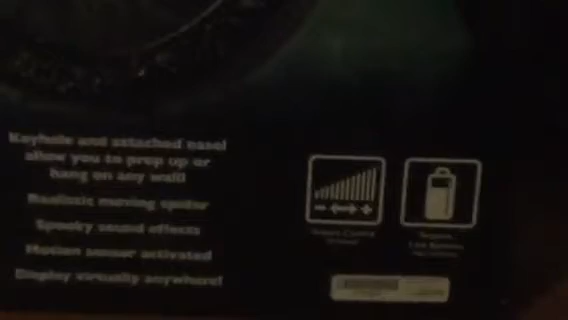 Keyhole and attached easel
allow you to prop up or
hang on any wall!
Realistic moving spider
Spooky sound effects
Motion sensor activated
Display virtually anywhere!